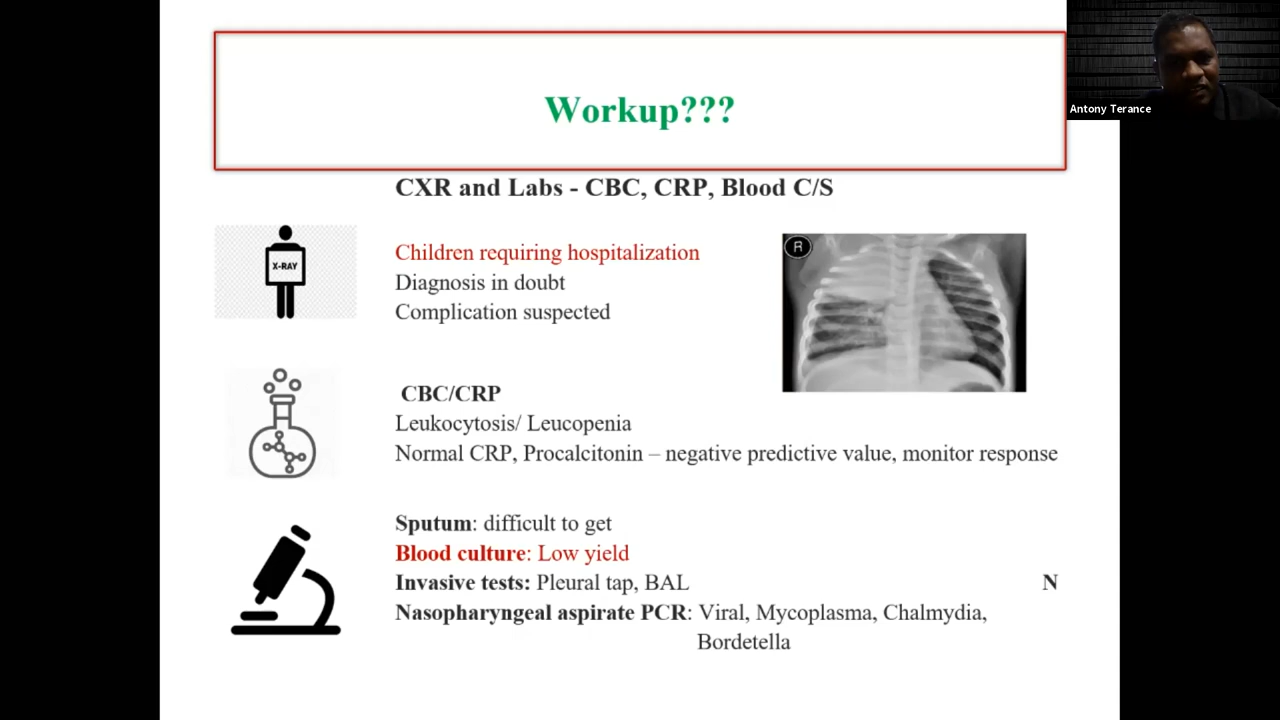 Workup???
Antony Terance
CXR and Labs - CBC, CRP, Blood C/S
X-RAY
Children requiring hospitalization
Diagnosis in doubt
Complication suspected
R
CBC/CRP
Leukocytosis/ Leucopenia
Normal CRP, Procalcitonin – negative predictive value, monitor response
Sputum: difficult to get
Blood culture: Low yield
Invasive tests: Pleural tap, BAL N
Nasopharyngeal aspirate PCR: Viral, Mycoplasma, Chalmydia,
Bordetella